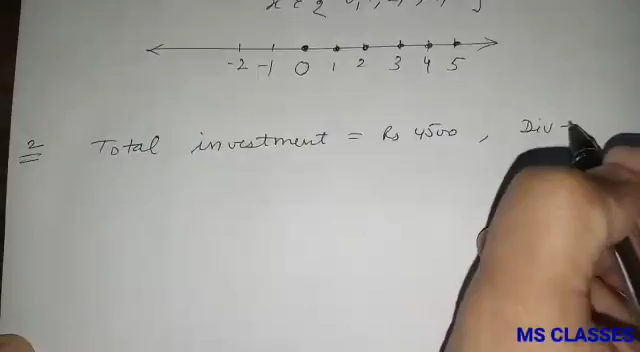 -2 -1 0 1 2 3 4 5
2 Total investment = Rs 4500 , Div
MS CLASSES